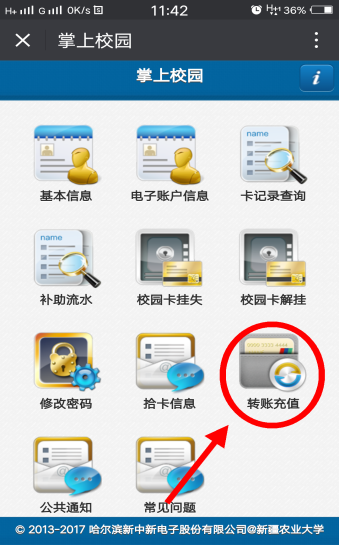 H+ G 0K/s 11:42 H+ 36%
掌上校园
掌上校园 i
基本信息 电子账户信息 name 卡记录查询
name 补助流水 校园卡挂失 校园卡解挂
修改密码 拾卡信息 转账充值
公共通知 常见问题
© 2013-2017 哈尔滨新中新电子股份有限公司@新疆农业大学